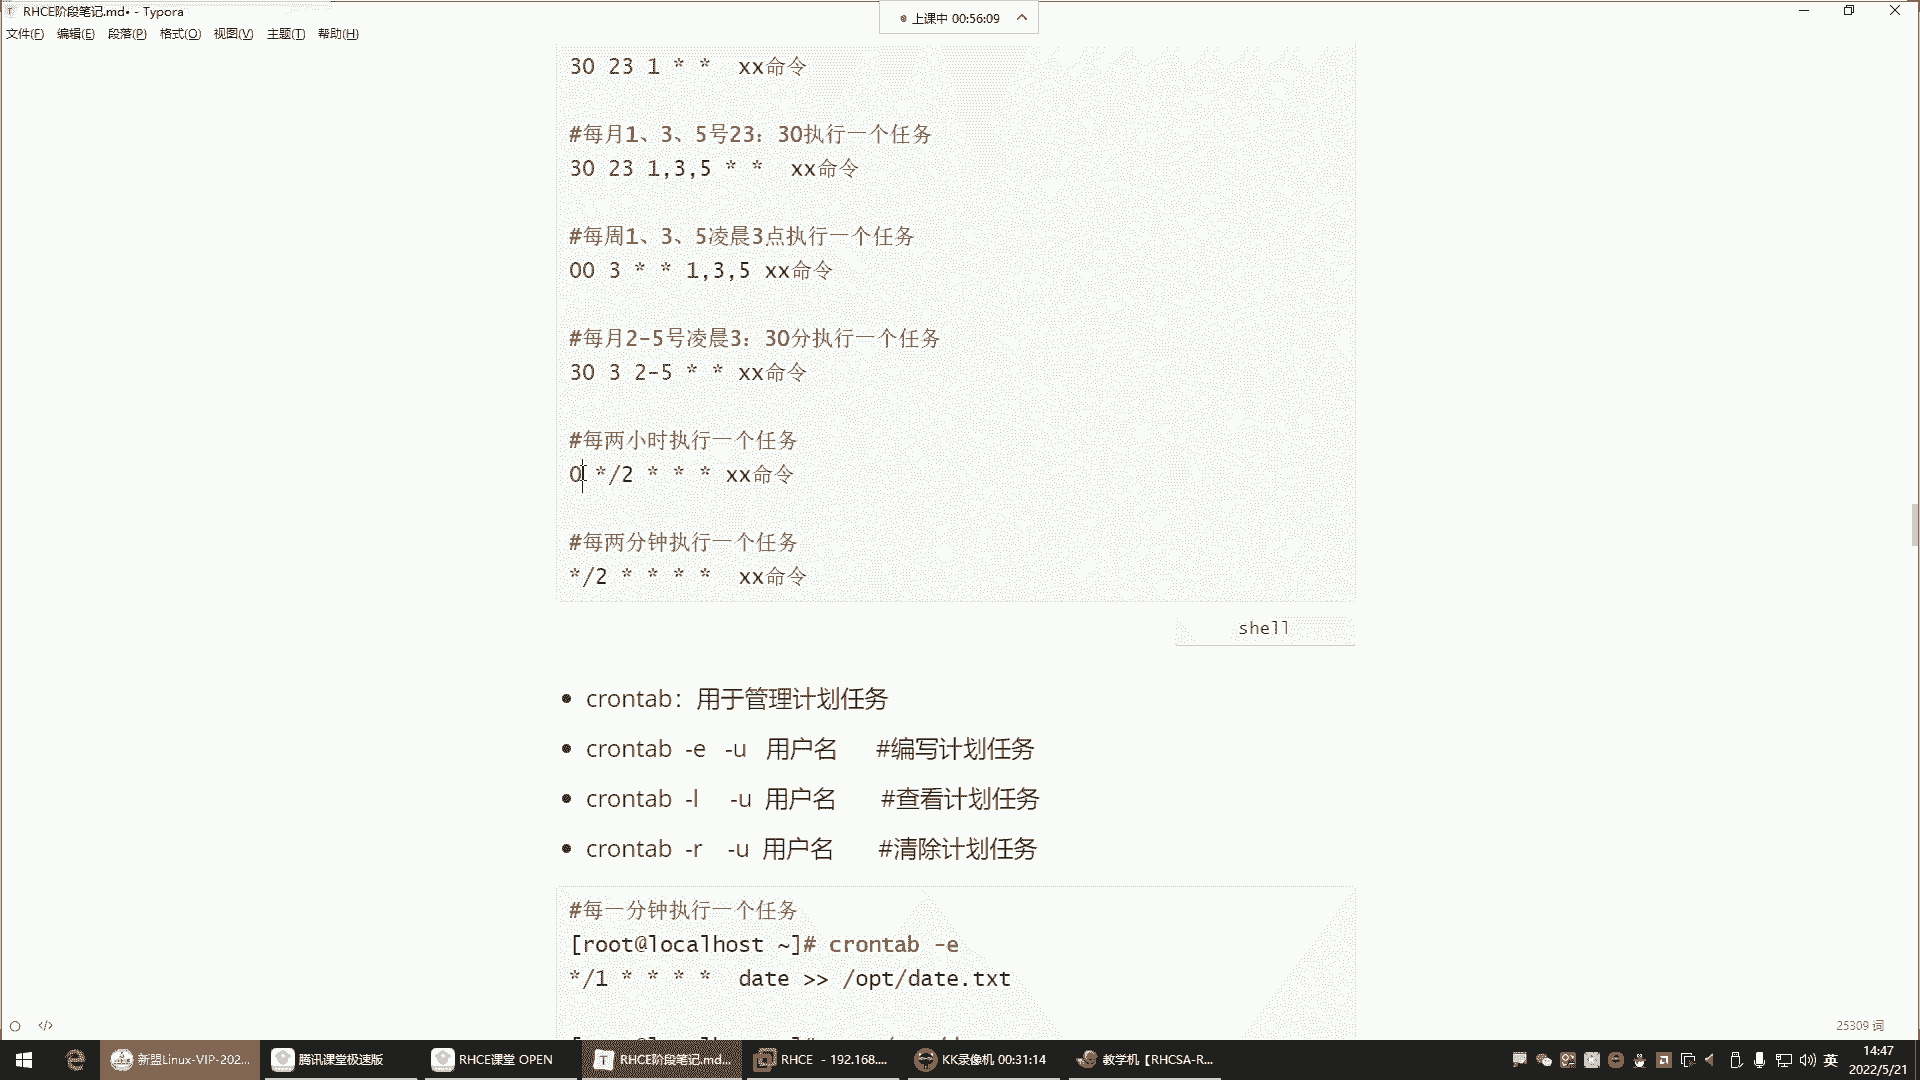 RHCE阶段笔记.md• - Typora
上课中 00:56:09
文件(F) 编辑(E) 段落(P) 格式(O) 视图(V) 主题(T) 帮助(H)
30 23 1 * * xx命令
#每月1、3、5号23：30执行一个任务
30 23 1,3,5 * * xx命令
#每周1、3、5凌晨3点执行一个任务
00 3 * * 1,3,5 xx命令
#每月2-5号凌晨3：30分执行一个任务
30 3 2-5 * * xx命令
#每两小时执行一个任务
0 */2 * * * xx命令
#每两分钟执行一个任务
*/2 * * * * xx命令
shell
• crontab：用于管理计划任务
• crontab -e -u 用户名 #编写计划任务
• crontab -l -u 用户名 #查看计划任务
• crontab -r -u 用户名 #清除计划任务
#每一分钟执行一个任务
[root@localhost ~]# crontab -e
*/1 * * * * date >> /opt/date.txt
25309 词
新盟Linux-VIP-202... 腾讯课堂极速版 RHCE课堂 OPEN RHCE阶段笔记.md... RHCE - 192.168.... KK录像机 00:31:14 教学机【RHCSA-R... 英 14:47
2022/5/21